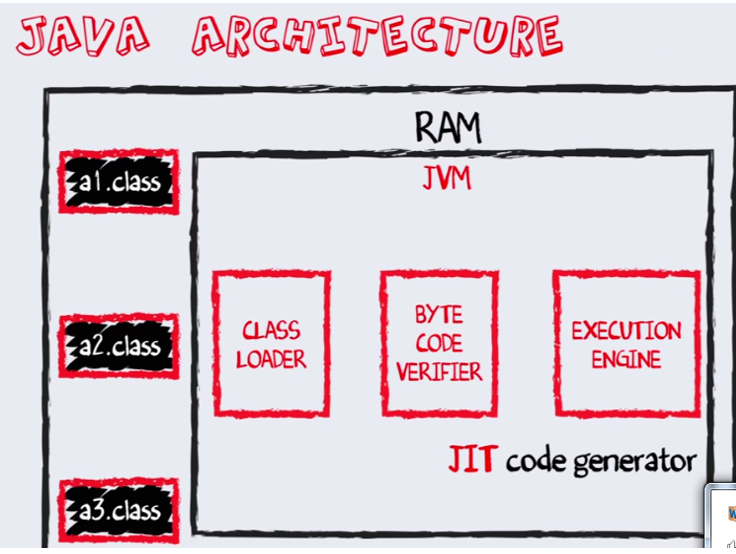 JAVA ARCHITECTURE
RAM
JVM
a1.class
a2.class
a3.class
CLASS
LOADER
BYTE
CODE
VERIFIER
EXECUTION
ENGINE
JIT code generator